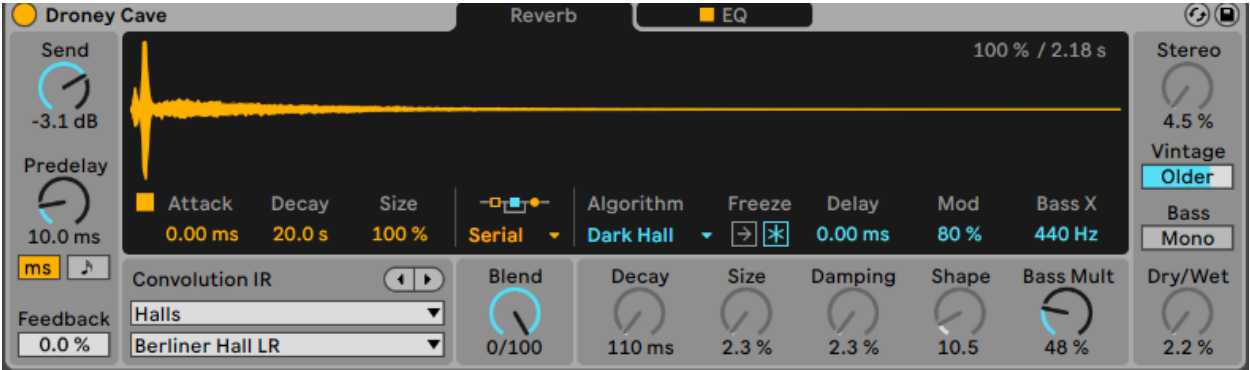 Droney Cave
Reverb
EQ
Send
-3.1 dB
Predelay
10.0 ms
ms
Feedback
0.0 %
100 % / 2.18 s
Attack Decay Size
0.00 ms 20.0 s 100 %
Serial
Algorithm Freeze Delay Mod Bass X
Dark Hall 0.00 ms 80 % 440 Hz
Convolution IR
Halls
Berliner Hall LR
Blend
0/100
Decay Size Damping Shape Bass Mult
110 ms 2.3 % 2.3 % 10.5 48 %
Stereo
4.5 %
Vintage
Older
Bass
Mono
Dry/Wet
2.2 %